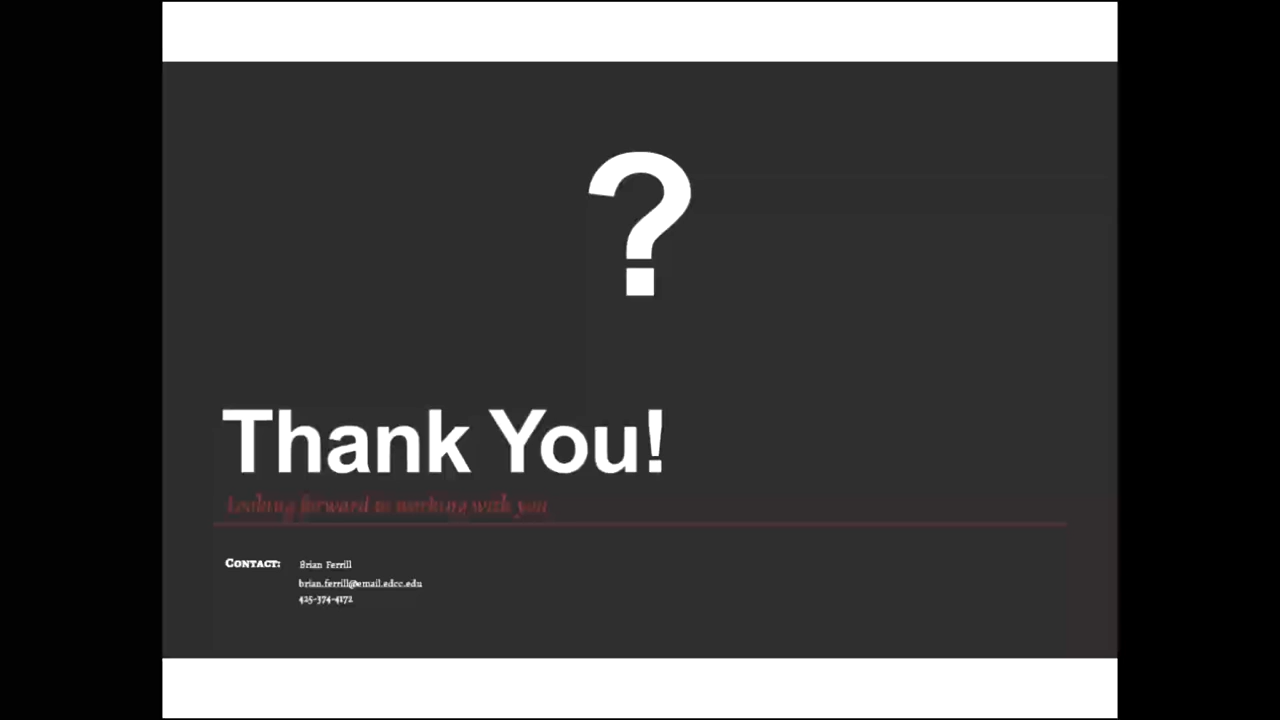 ?
Thank You!
Looking forward to working with you
CONTACT: Brian Ferrill
brian.ferrill@email.edcc.edu
425-374-4172